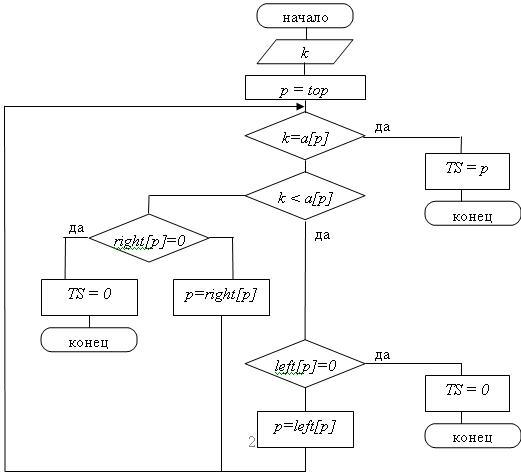 начало
k
p = top
k=a[p]
да
TS = p
конец
k < a[p]
да
да
right[p]=0
TS = 0
p=right[p]
конец
left[p]=0
да
TS = 0
p=left[p]
2
конец